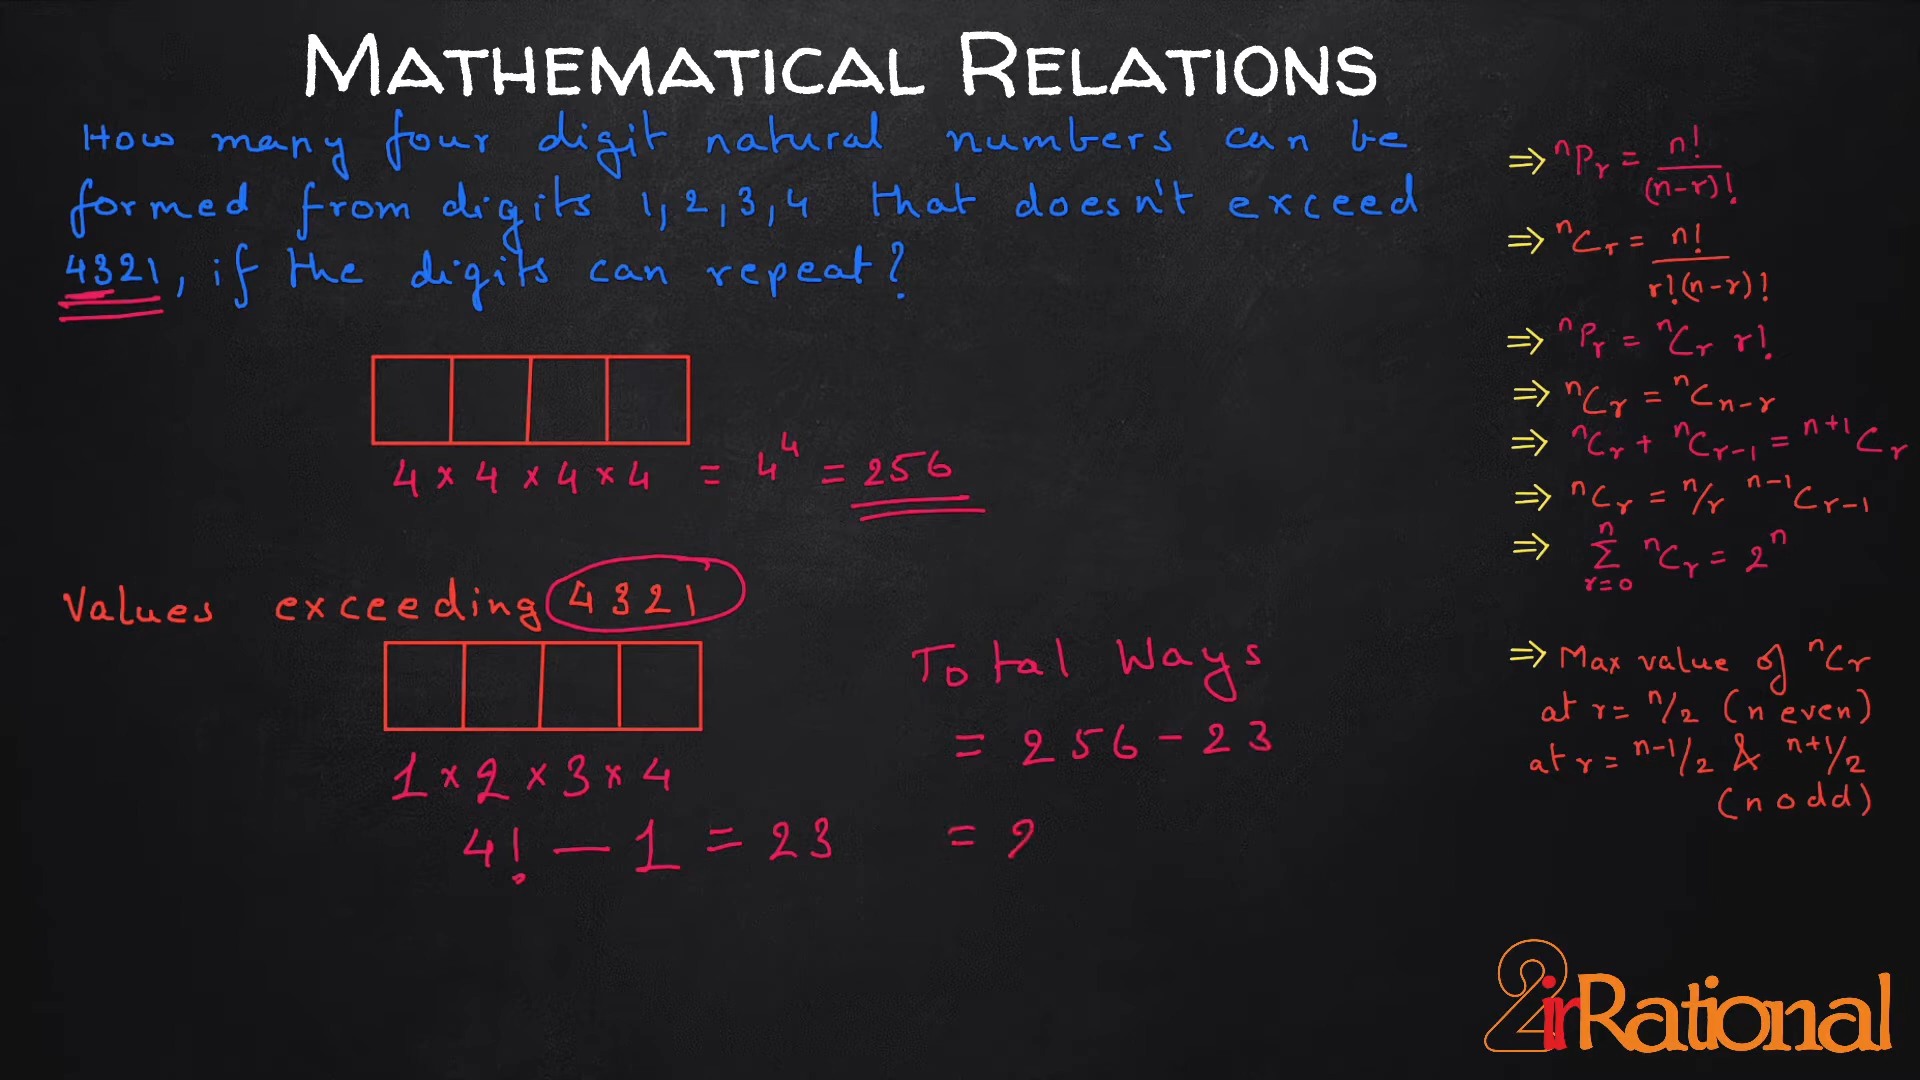 MATHEMATICAL RELATIONS
How many four digit natural numbers can be
formed from digits 1, 2, 3, 4 that doesn't exceed
4321, if the digits can repeat?
4 × 4 × 4 × 4 = 4⁴ = 256
Values exceeding 4321
1 × 2 × 3 × 4
4! — 1 = 23
Total Ways
= 256 - 23
= 2
⇒ ⁿPᵣ = n! / (n-r)!
⇒ ⁿCᵣ = n! / r!(n-r)!
⇒ ⁿPᵣ = ⁿCᵣ r!
⇒ ⁿCᵣ = ⁿCₙ₋ᵣ
⇒ ⁿCᵣ + ⁿCᵣ₋₁ = ⁿ⁺¹Cᵣ
⇒ ⁿCᵣ = n/r ⁿ⁻¹Cᵣ₋₁
⇒ n Σ r=0 ⁿCᵣ = 2ⁿ
⇒ Max value of ⁿCᵣ
at r = n/2 (n even)
at r = n-1/2 & n+1/2
(n odd)
2irRational